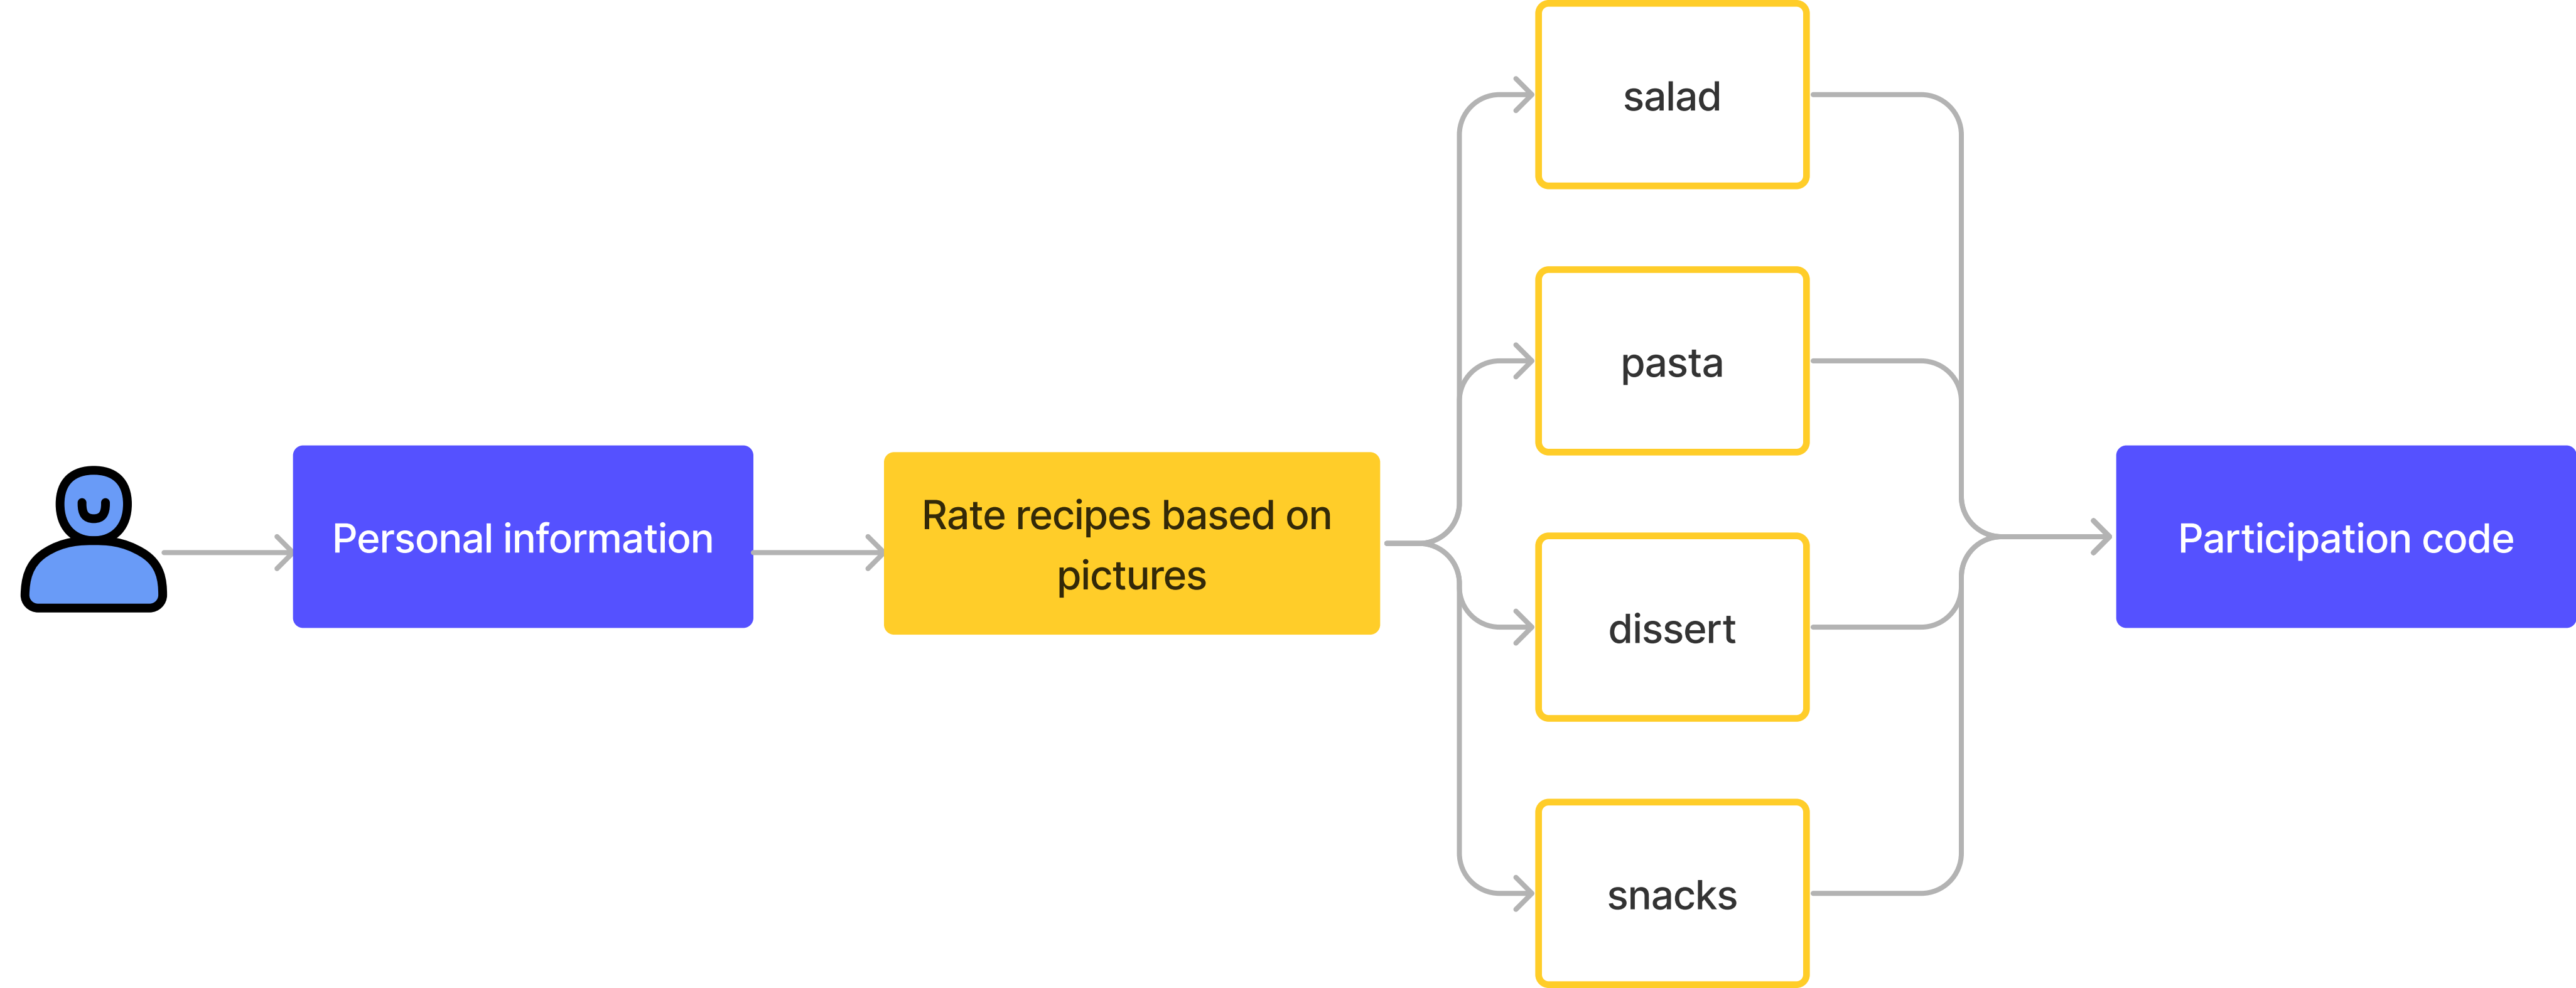 Personal information
Rate recipes based on
pictures
salad
pasta
dissert
snacks
Participation code